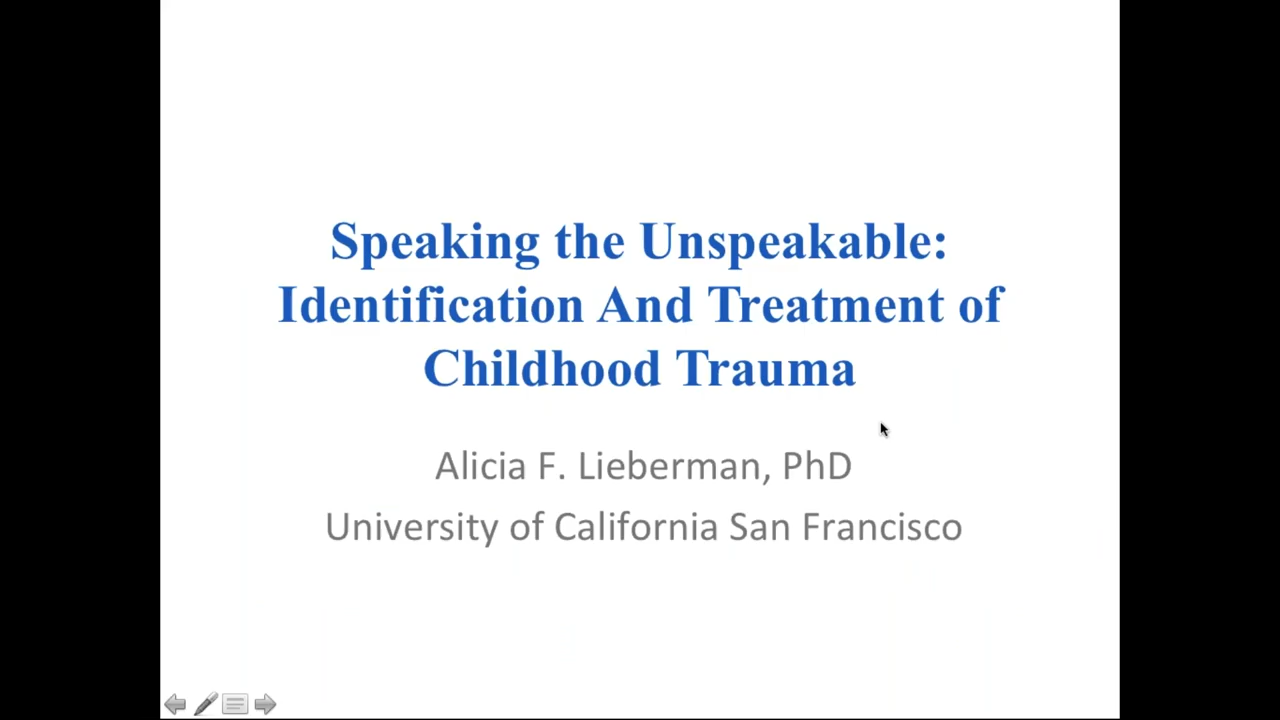 Speaking the Unspeakable:
Identification And Treatment of
Childhood Trauma
Alicia F. Lieberman, PhD
University of California San Francisco